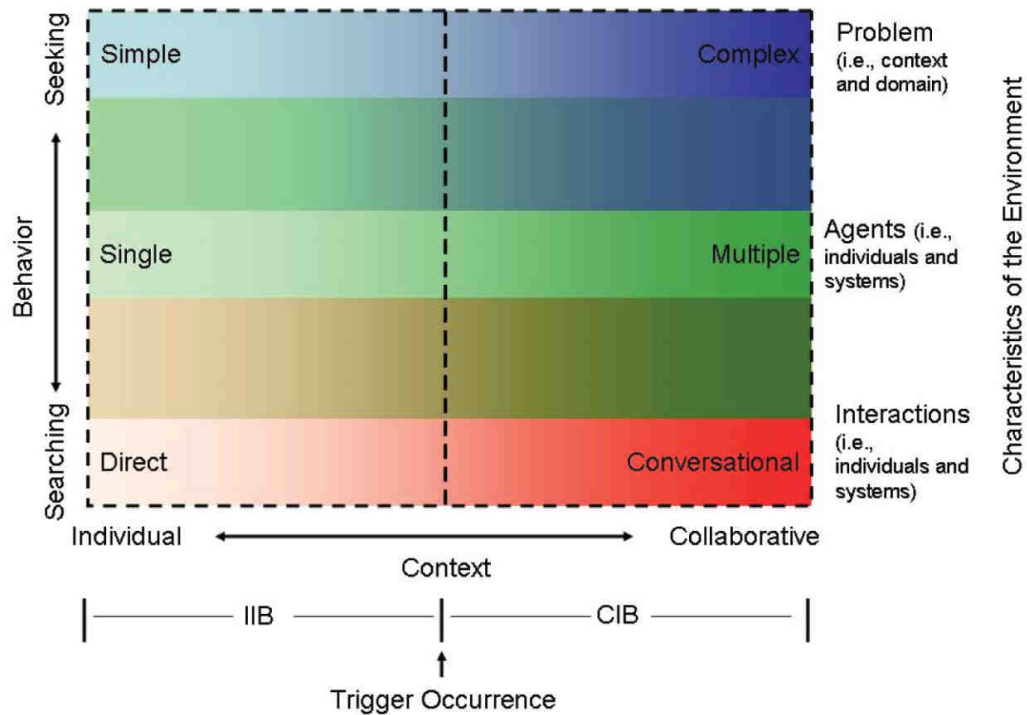 Seeking
Behavior
Searching
Simple
Complex
Single
Multiple
Direct
Conversational
Problem
(i.e., context
and domain)
Agents (i.e.,
individuals and
systems)
Interactions
(i.e.,
individuals and
systems)
Characteristics of the Environment
Individual
Collaborative
Context
IIB
CIB
Trigger Occurrence